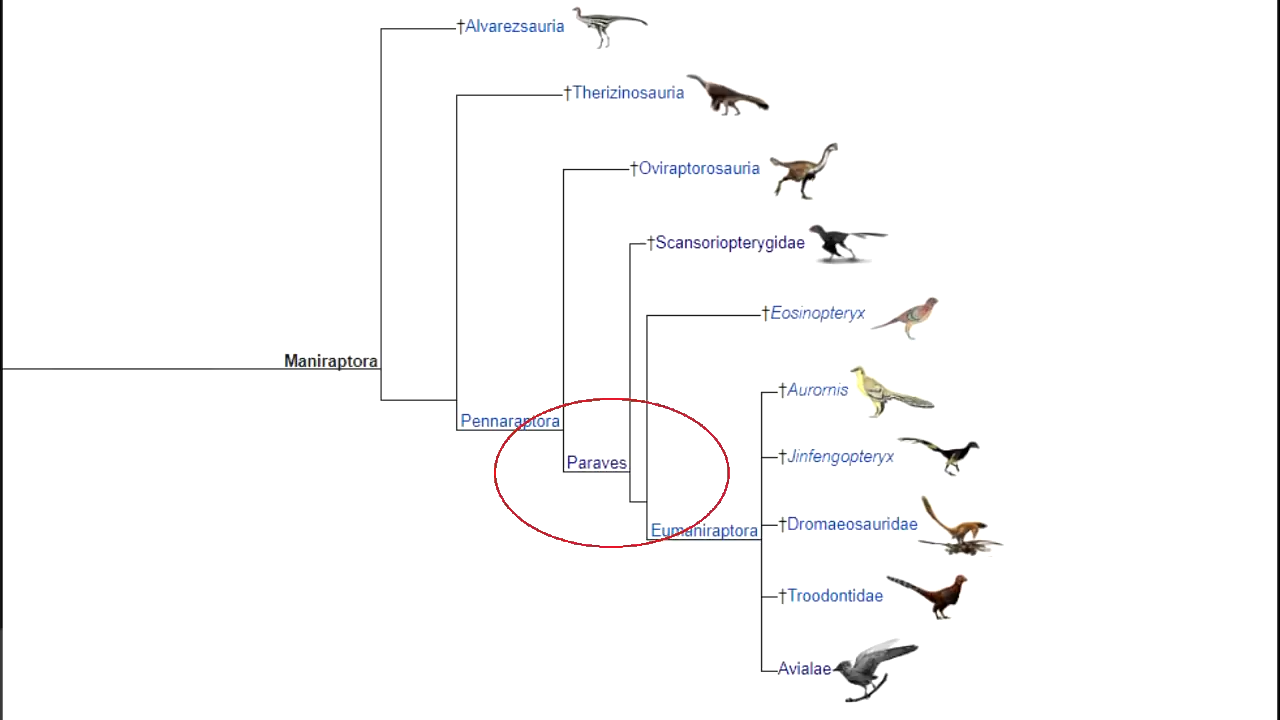 †Alvarezsauria
†Therizinosauria
†Oviraptorosauria
†Scansoriopterygidae
†Eosinopteryx
Maniraptora
†Aurornis
Pennaraptora
†Jinfengopteryx
Paraves
†Dromaeosauridae
Eumaniraptora
†Troodontidae
Avialae